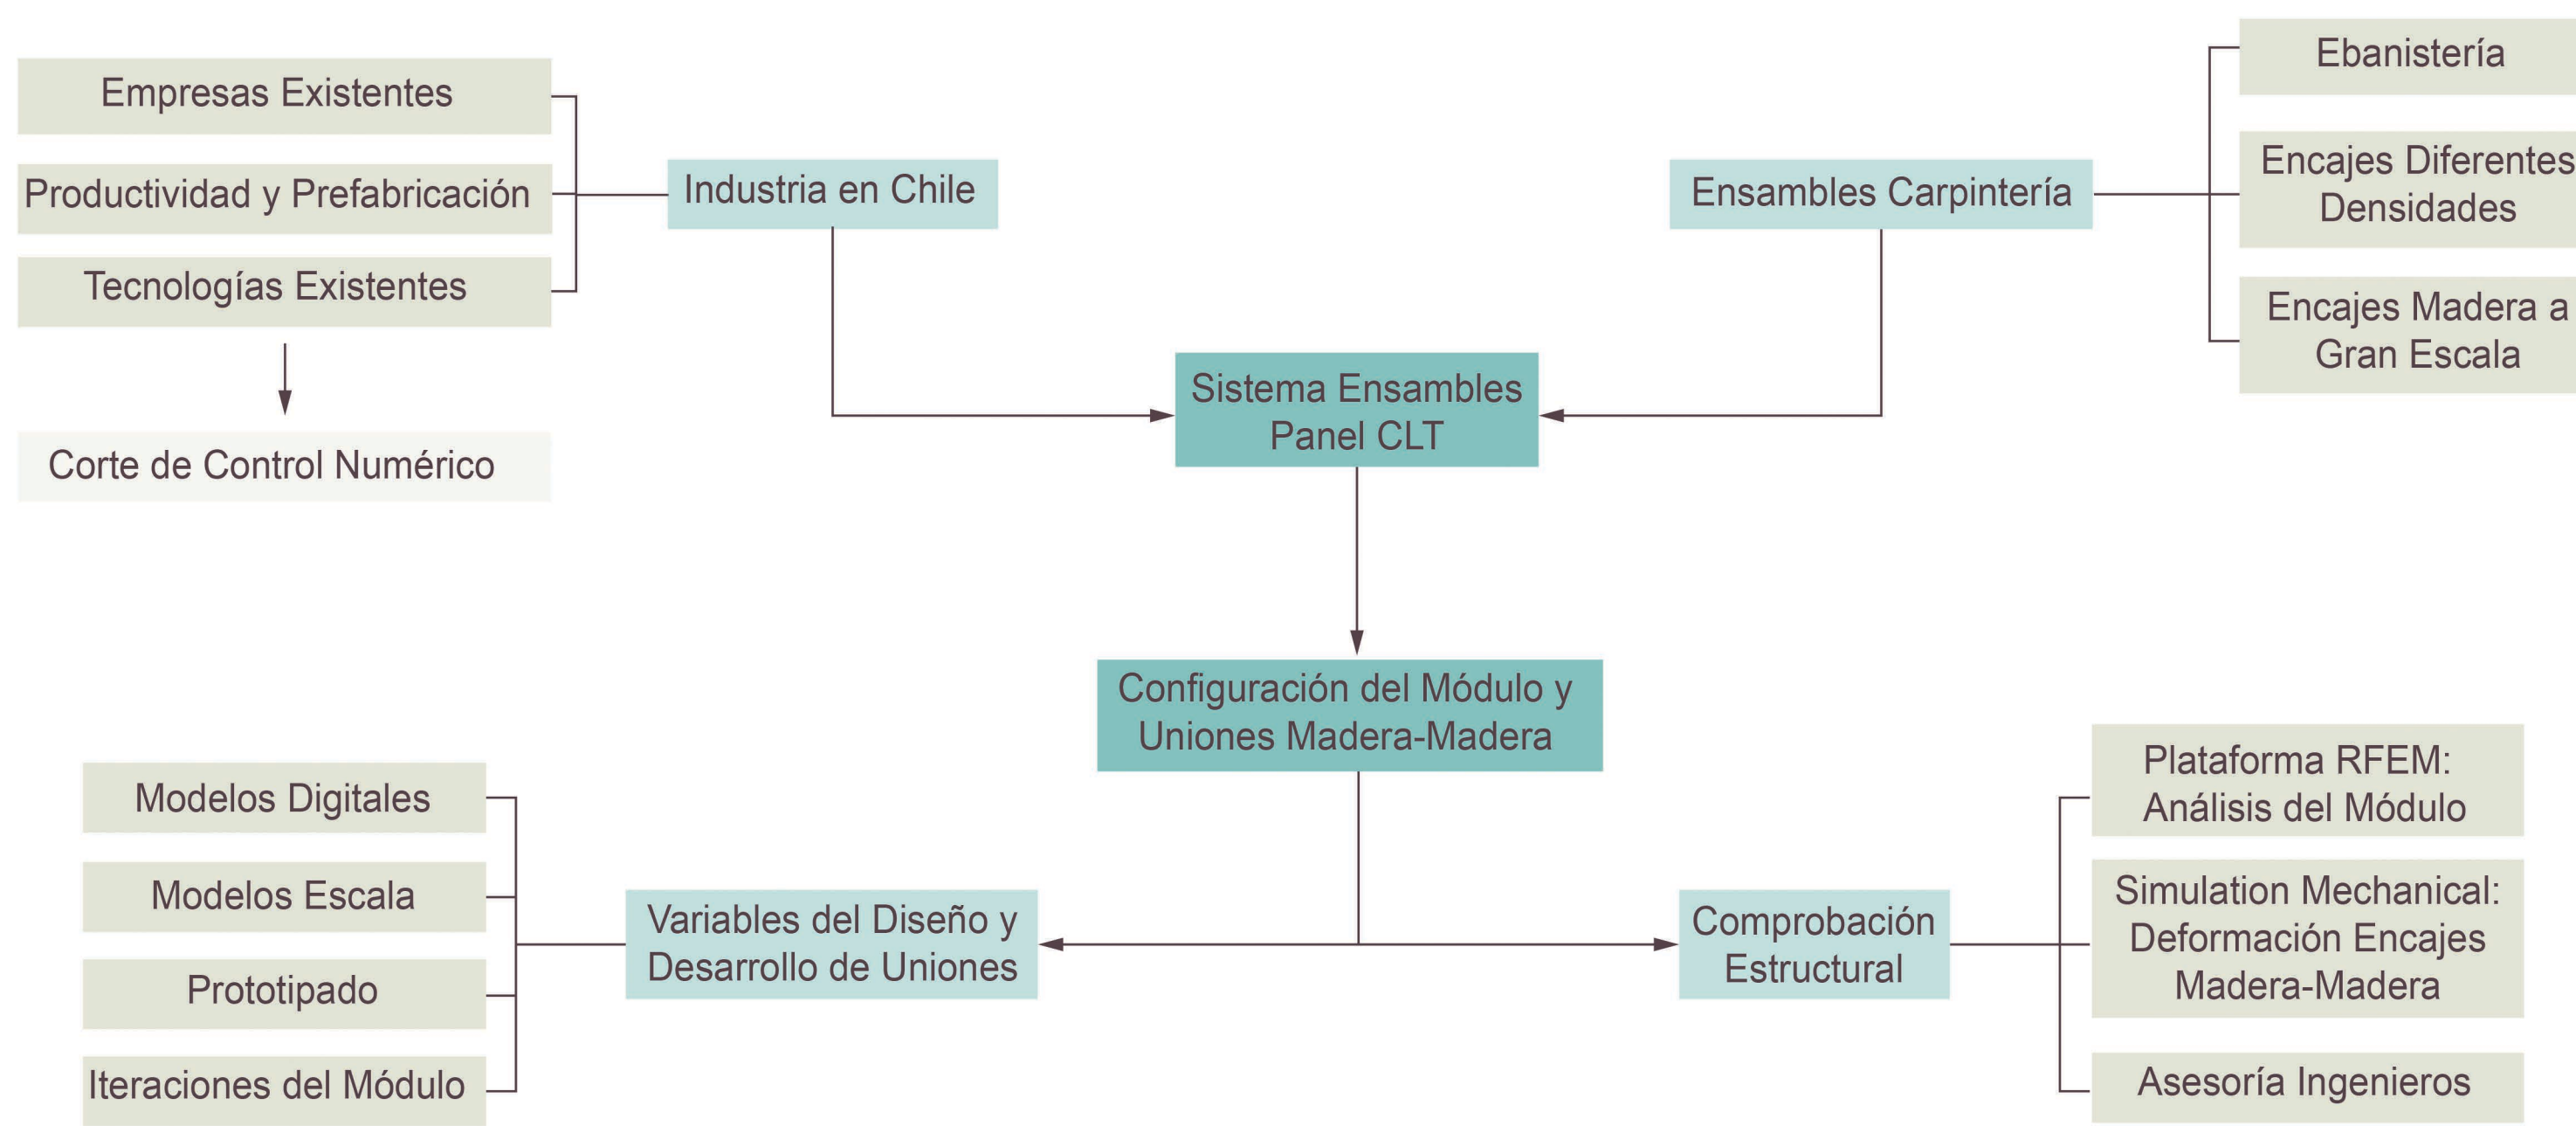 Empresas Existentes
Productividad y Prefabricación
Tecnologías Existentes
Corte de Control Numérico
Industria en Chile
Ensambles Carpintería
Ebanistería
Encajes Diferentes
Densidades
Encajes Madera a
Gran Escala
Sistema Ensambles
Panel CLT
Configuración del Módulo y
Uniones Madera-Madera
Modelos Digitales
Modelos Escala
Prototipado
Iteraciones del Módulo
Variables del Diseño y
Desarrollo de Uniones
Comprobación
Estructural
Plataforma RFEM:
Análisis del Módulo
Simulation Mechanical:
Deformación Encajes
Madera-Madera
Asesoría Ingenieros